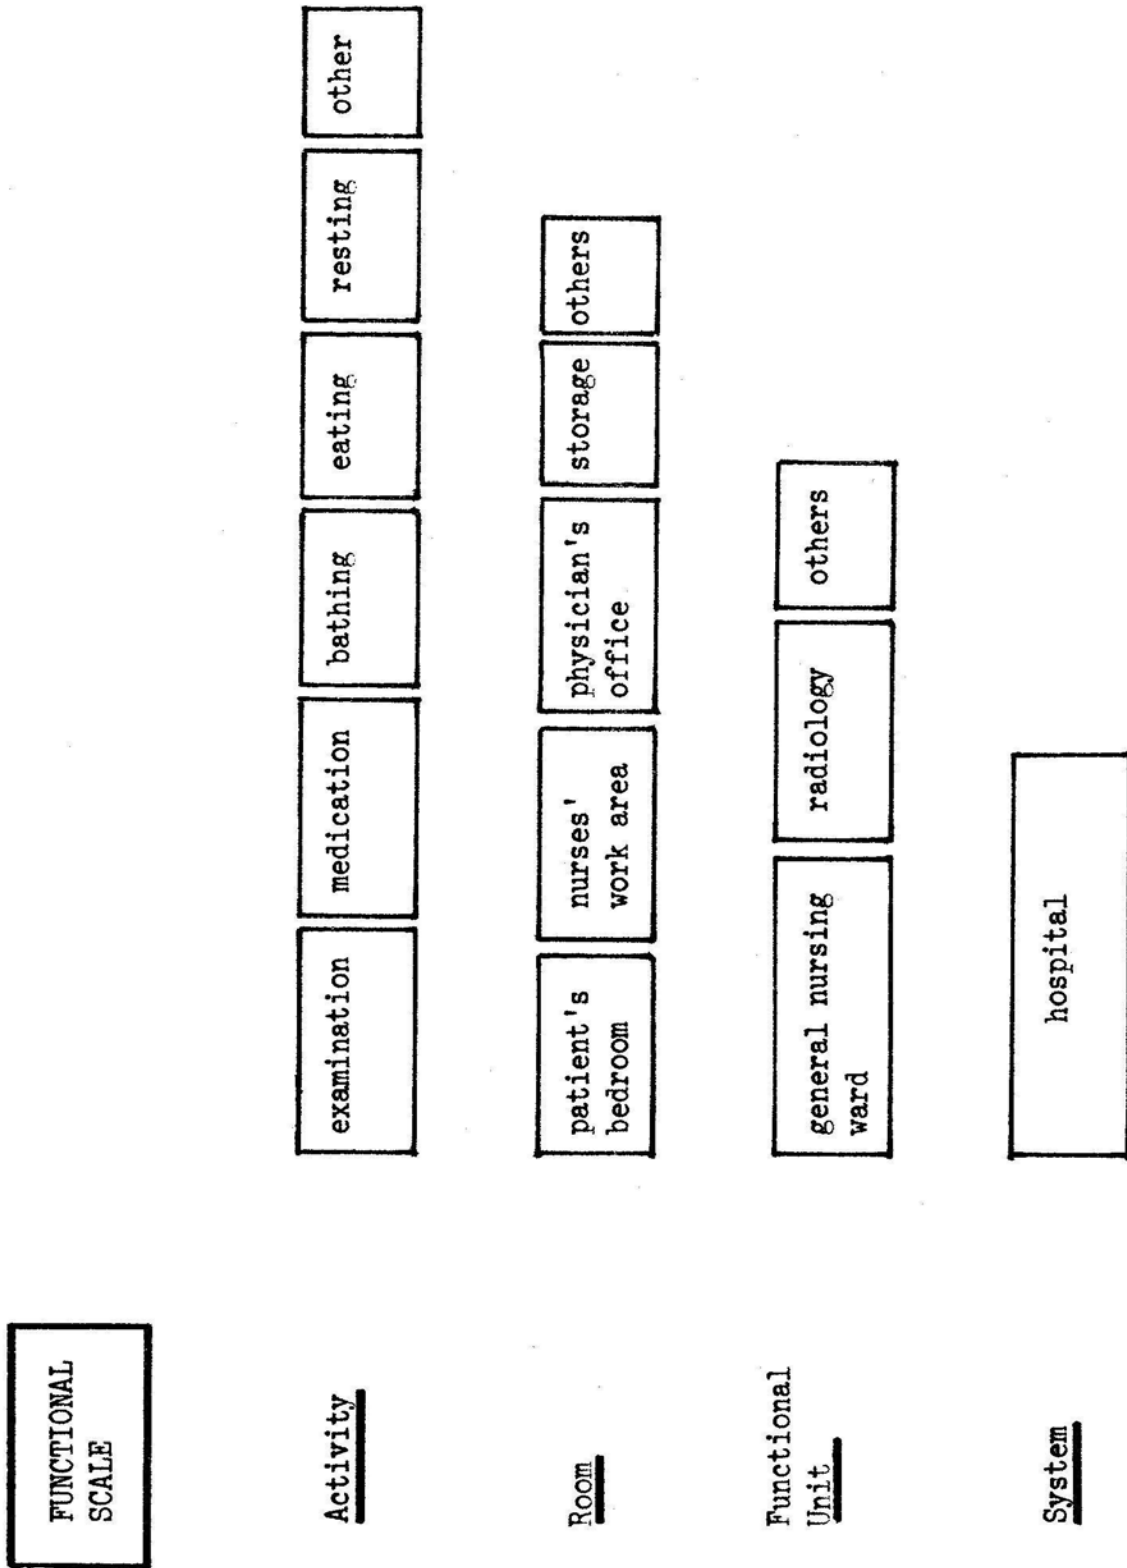 FUNCTIONAL
SCALE
Activity
examination
medication
bathing
eating
resting
other
Room
patient's
bedroom
nurses'
work area
physician's
office
storage
others
Functional
Unit
general nursing
ward
radiology
others
System
hospital